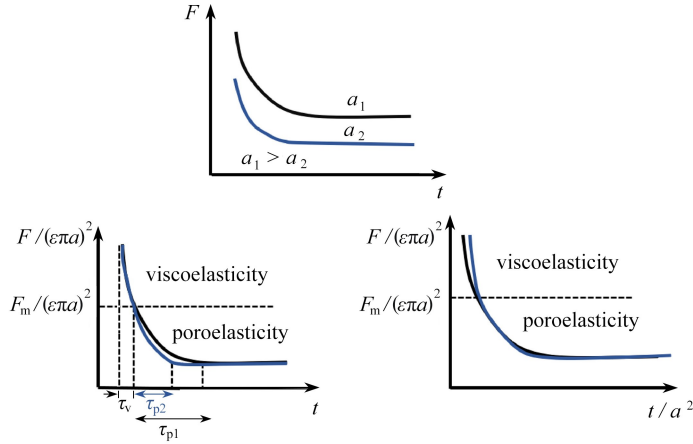 F
a₁
a₂
a₁ > a₂
t
F/(επa)²
viscoelasticity
Fₘ/(επa)²
poroelasticity
τᵥ
τₚ₂
t
τₚ₁
F/(επa)²
viscoelasticity
Fₘ/(επa)²
poroelasticity
t/a²